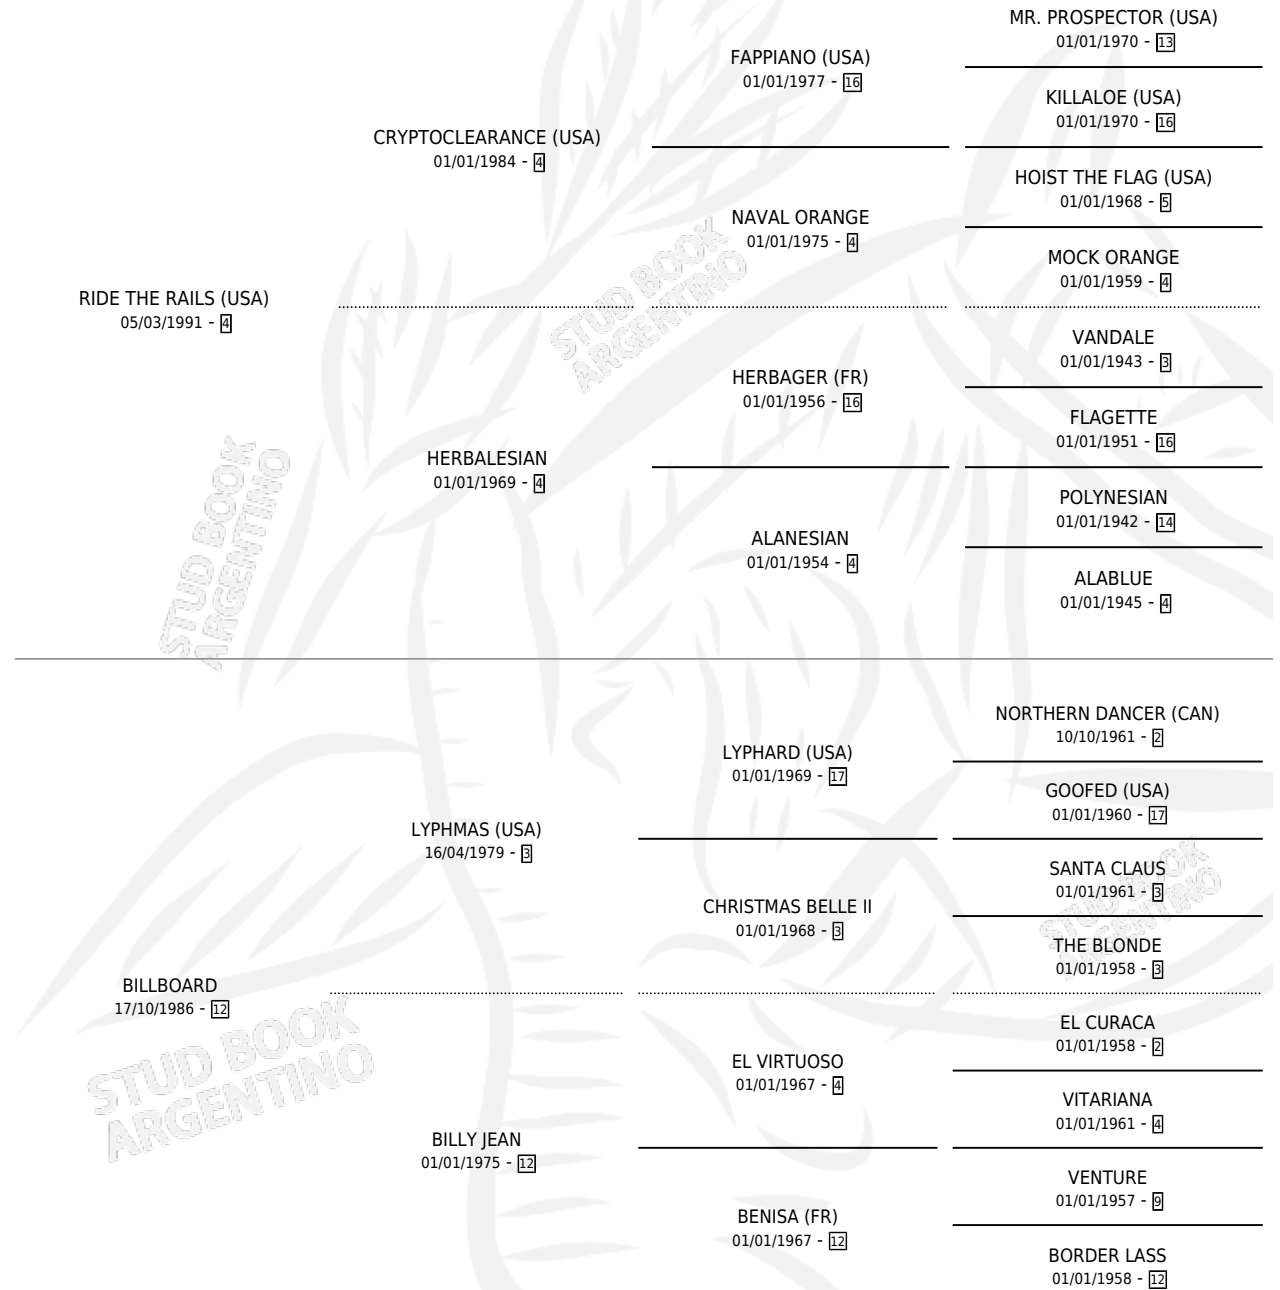 MR. PROSPECTOR (USA)
01/01/1970 - 13
FAPPIANO (USA)
01/01/1977 - 16
KILLALOE (USA)
01/01/1970 - 16
CRYPTOCLEARANCE (USA)
01/01/1984 - 4
HOIST THE FLAG (USA)
01/01/1968 - 5
NAVAL ORANGE
01/01/1975 - 4
MOCK ORANGE
01/01/1959 - 4
RIDE THE RAILS (USA)
05/03/1991 - 4
VANDALE
01/01/1943 - 3
HERBAGER (FR)
01/01/1956 - 16
FLAGETTE
01/01/1951 - 16
HERBALESIAN
01/01/1969 - 4
POLYNESIAN
01/01/1942 - 14
ALANESIAN
01/01/1954 - 4
ALABLUE
01/01/1945 - 4
NORTHERN DANCER (CAN)
10/10/1961 - 2
LYPHARD (USA)
01/01/1969 - 17
GOOFED (USA)
01/01/1960 - 17
LYPHMAS (USA)
16/04/1979 - 3
SANTA CLAUS
01/01/1961 - 3
CHRISTMAS BELLE II
01/01/1968 - 3
THE BLONDE
01/01/1958 - 3
BILLBOARD
17/10/1986 - 12
EL CURACA
01/01/1958 - 2
EL VIRTUOSO
01/01/1967 - 4
VITARIANA
01/01/1961 - 4
BILLY JEAN
01/01/1975 - 12
VENTURE
01/01/1957 - 9
BENISA (FR)
01/01/1967 - 12
BORDER LASS
01/01/1958 - 12
STUD BOOK
ARGENTINO
STUD BOOK
ARGENTINO
STUD BOOK
ARGENTINO
STUD BOOK
ARGENTINO